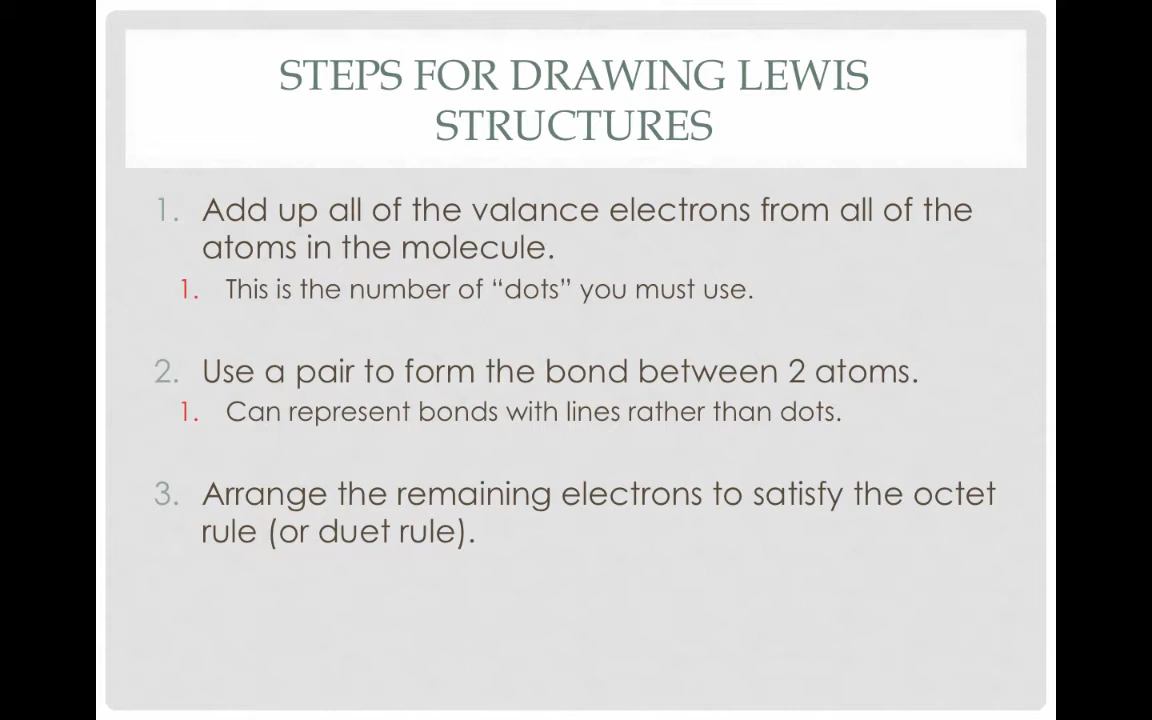 STEPS FOR DRAWING LEWIS
STRUCTURES
1. Add up all of the valance electrons from all of the
atoms in the molecule.
1. This is the number of “dots” you must use.
2. Use a pair to form the bond between 2 atoms.
1. Can represent bonds with lines rather than dots.
3. Arrange the remaining electrons to satisfy the octet
rule (or duet rule).